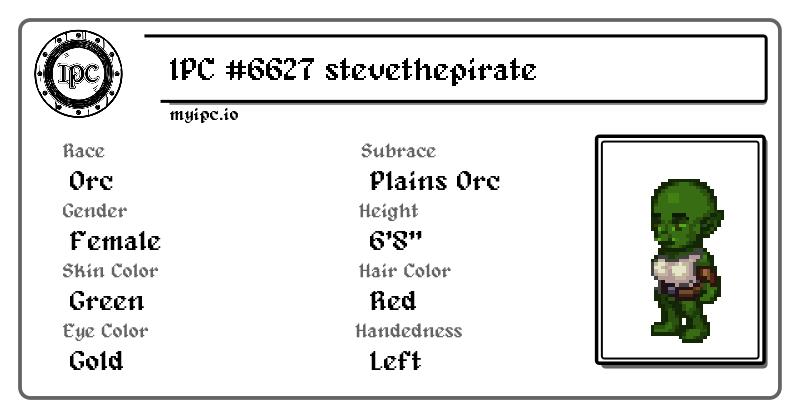 IPC
IPC #6627 stevethepirate
myipc.io
Race
Subrace
Orc
Plains Orc
Gender
Height
Female
6'8"
Skin Color
Hair Color
Green
Red
Eye Color
Handedness
Gold
Left